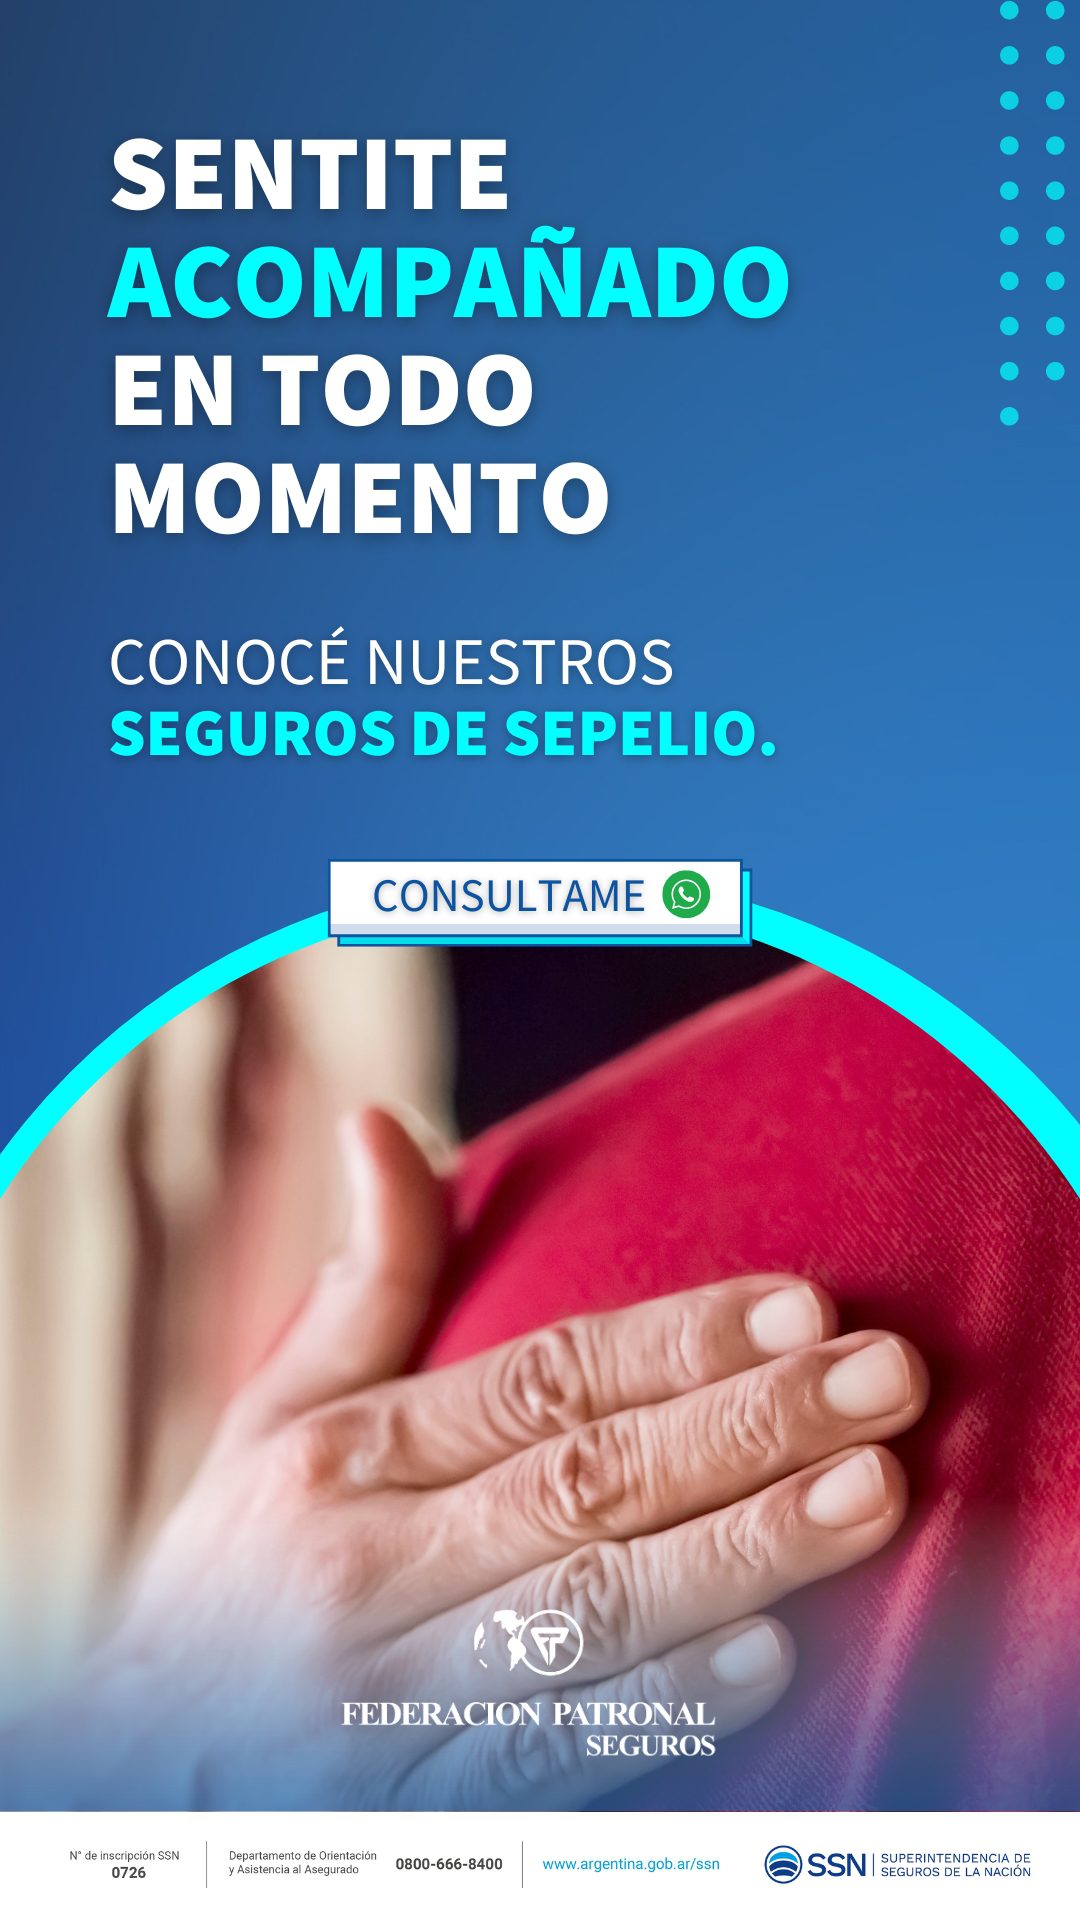 SENTITE
ACOMPAÑADO
EN TODO
MOMENTO
CONOCÉ NUESTROS
SEGUROS DE SEPELIO.
CONSULTAME
FP
FEDERACION PATRONAL
SEGUROS
N° de inscripción SSN
0726
Departamento de Orientación
y Asistencia al Asegurado
0800-666-8400
www.argentina.gob.ar/ssn
SSN
SUPERINTENDENCIA DE
SEGUROS DE LA NACIÓN